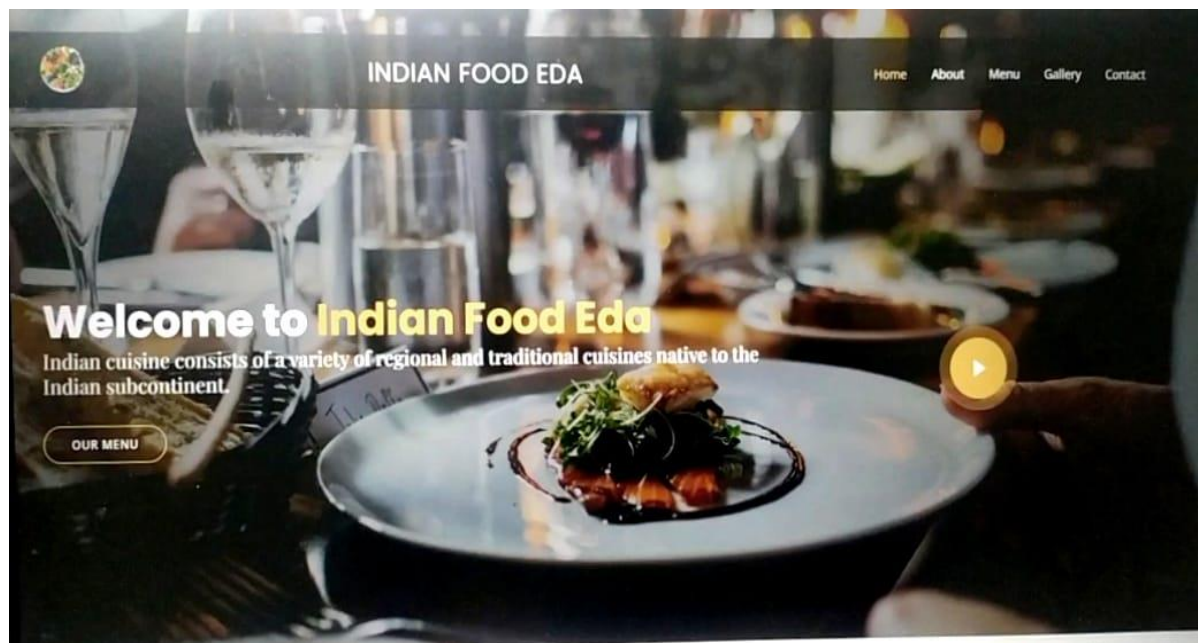 INDIAN FOOD EDA
Home About Menu Gallery Contact
Welcome to Indian Food Eda
Indian cuisine consists of a variety of regional and traditional cuisines native to the
Indian subcontinent.
OUR MENU